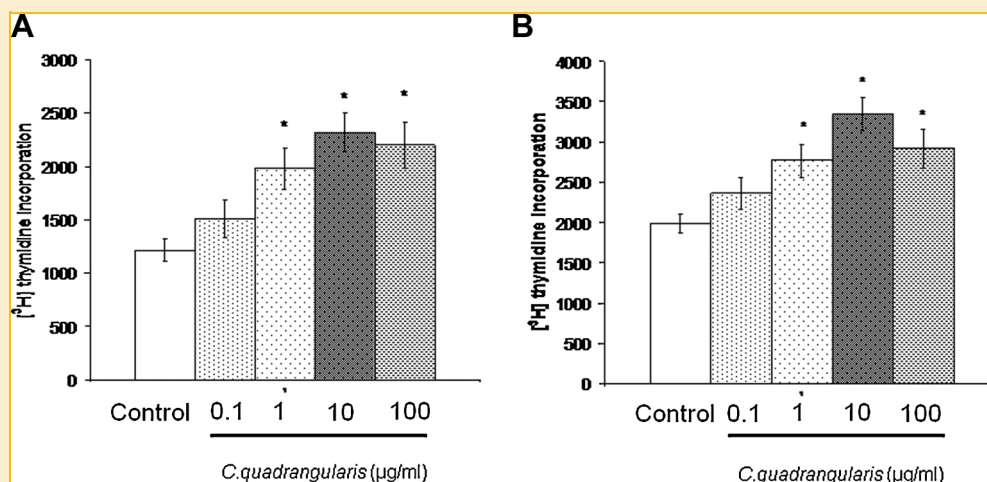 A
[³H] thymidine incorporation
3000
2500
2000
1500
1000
500
0
* * *
Control 0.1 1 10 100
C.quadrangularis (µg/ml)
B
[³H] thymidine incorporation
4000
3500
3000
2500
2000
1500
1000
500
0
* * *
Control 0.1 1 10 100
C.quadrangularis (µg/ml)